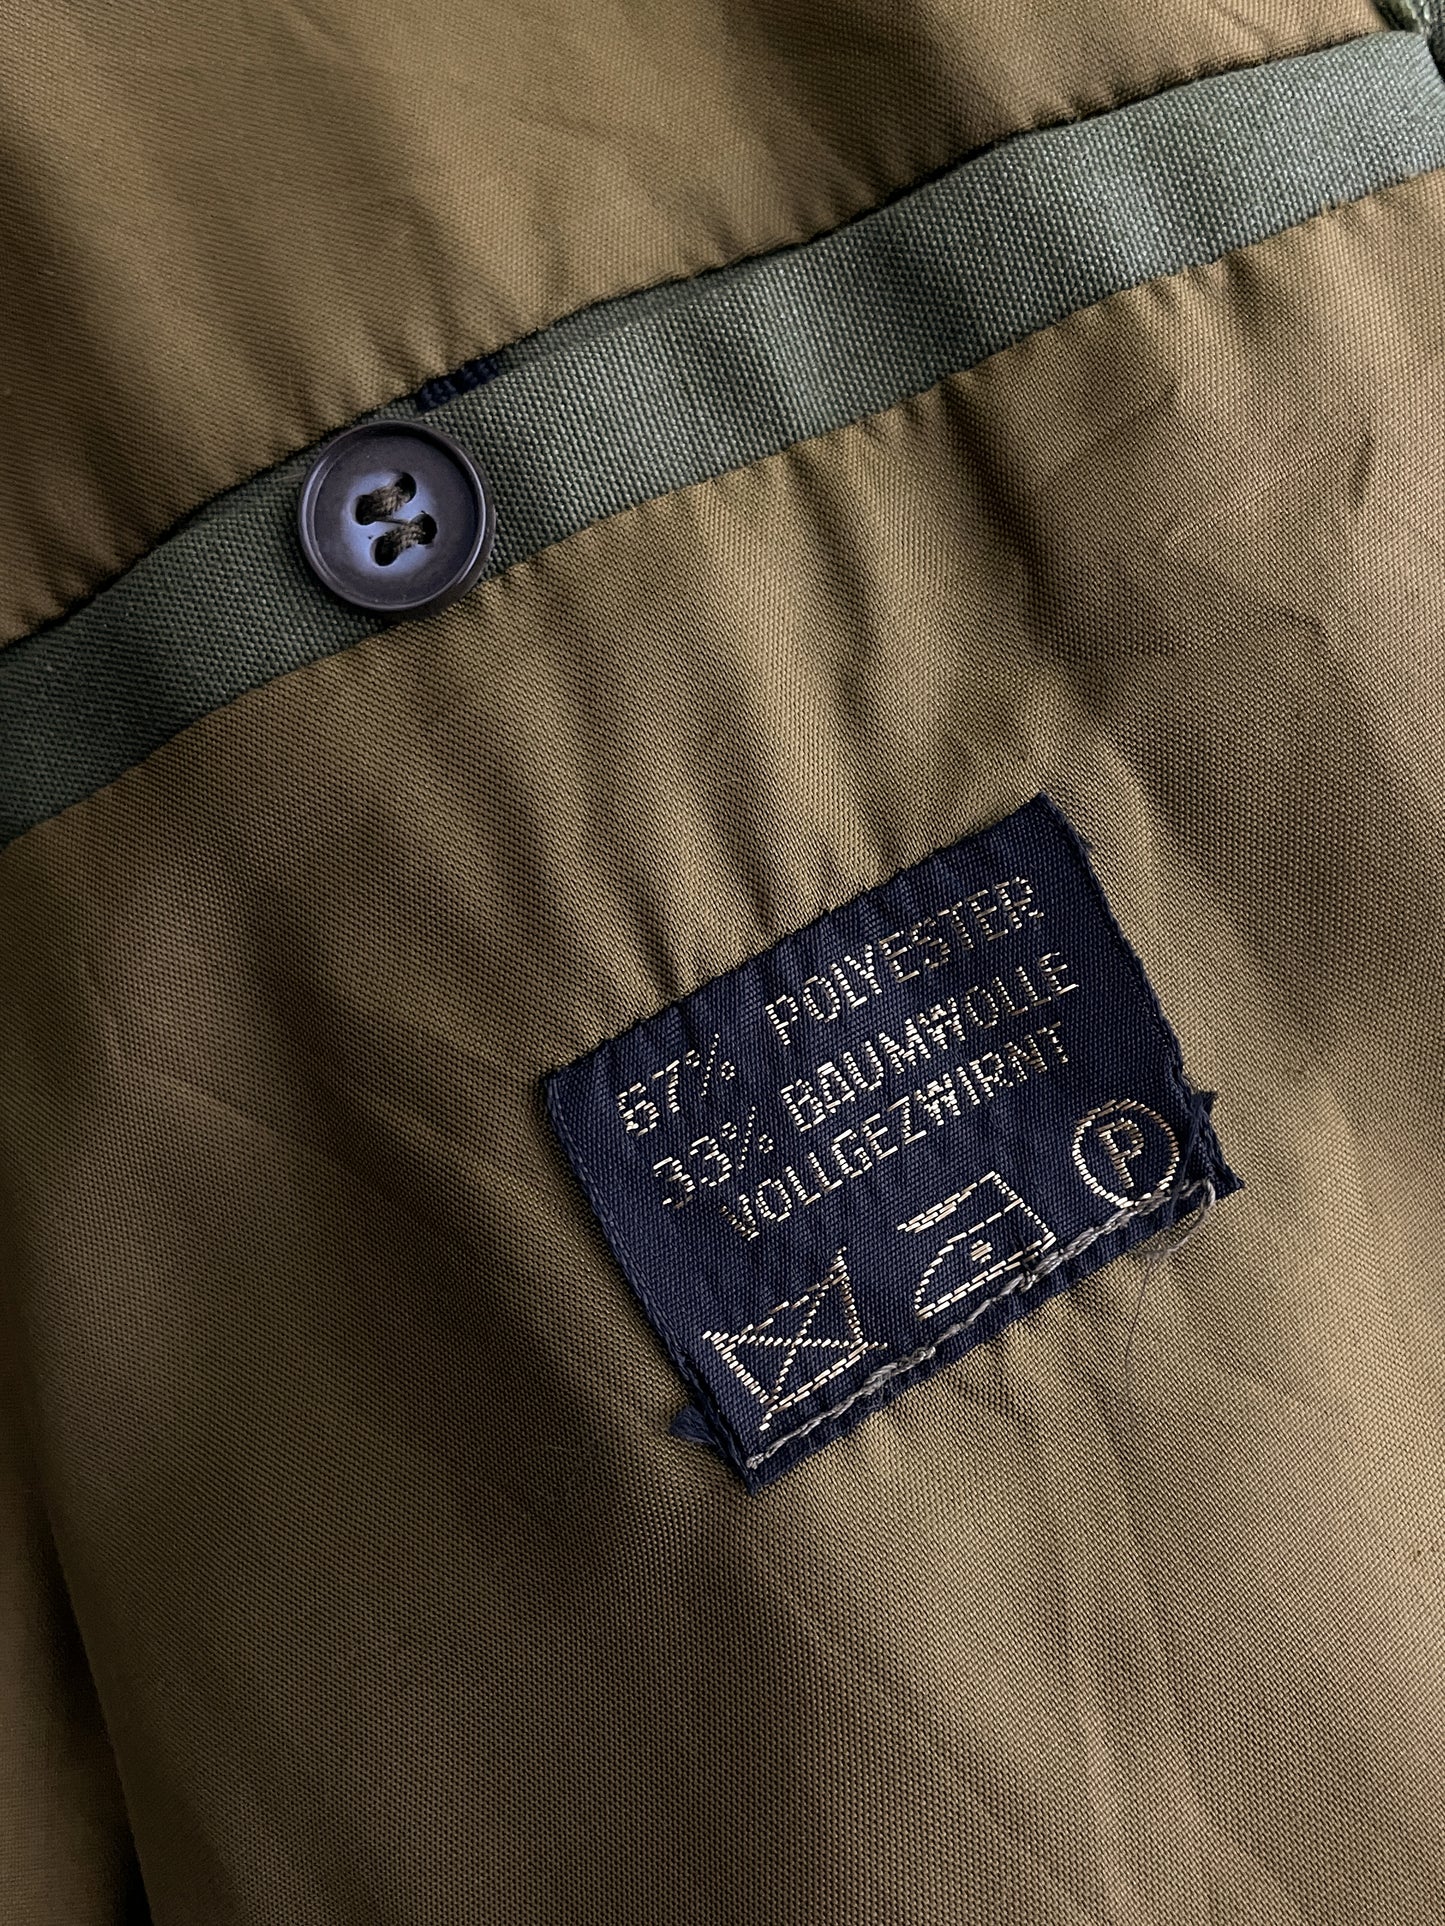 67% POLYESTER
33% BAUMWOLLE
VOLLGEZWIRNT
P